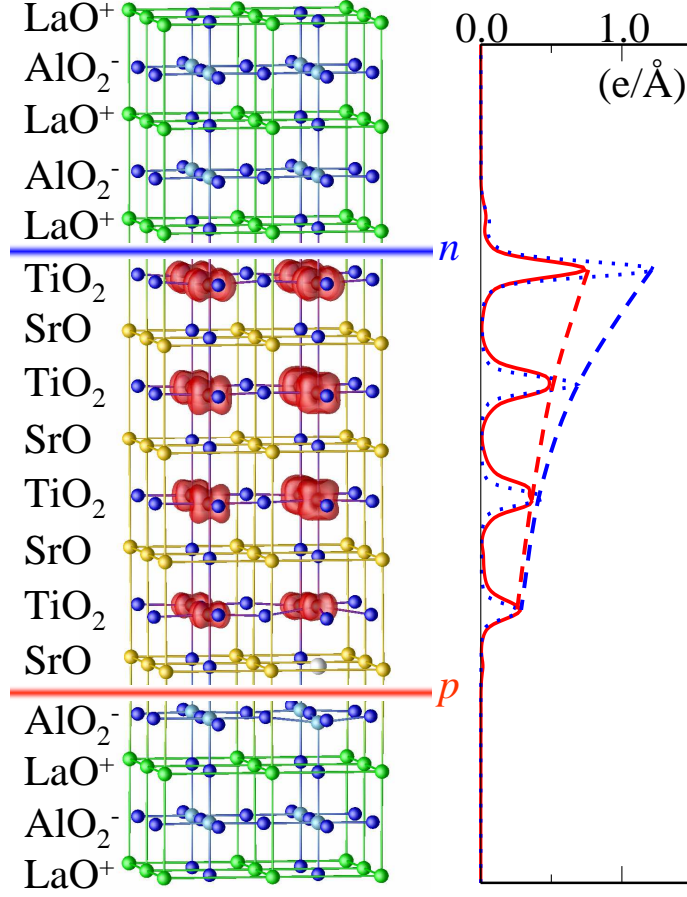 LaO⁺ 0.0 1.0
AlO₂⁻ (e/Å)
LaO⁺
AlO₂⁻
LaO⁺
n
TiO₂
SrO
TiO₂
SrO
TiO₂
SrO
TiO₂
SrO
p
AlO₂⁻
LaO⁺
AlO₂⁻
LaO⁺